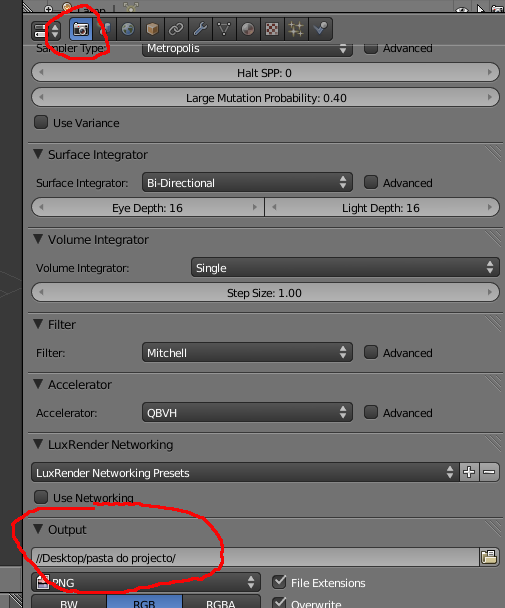 Sampler Type: Metropolis Advanced
Halt SPP: 0
Large Mutation Probability: 0.40
Use Variance
Surface Integrator
Surface Integrator: Bi-Directional Advanced
Eye Depth: 16 Light Depth: 16
Volume Integrator
Volume Integrator: Single
Step Size: 1.00
Filter
Filter: Mitchell Advanced
Accelerator
Accelerator: QBVH Advanced
LuxRender Networking
LuxRender Networking Presets
Use Networking
Output
//Desktop/pasta do projecto/
PNG File Extensions
BW RGB RGBA Overwrite